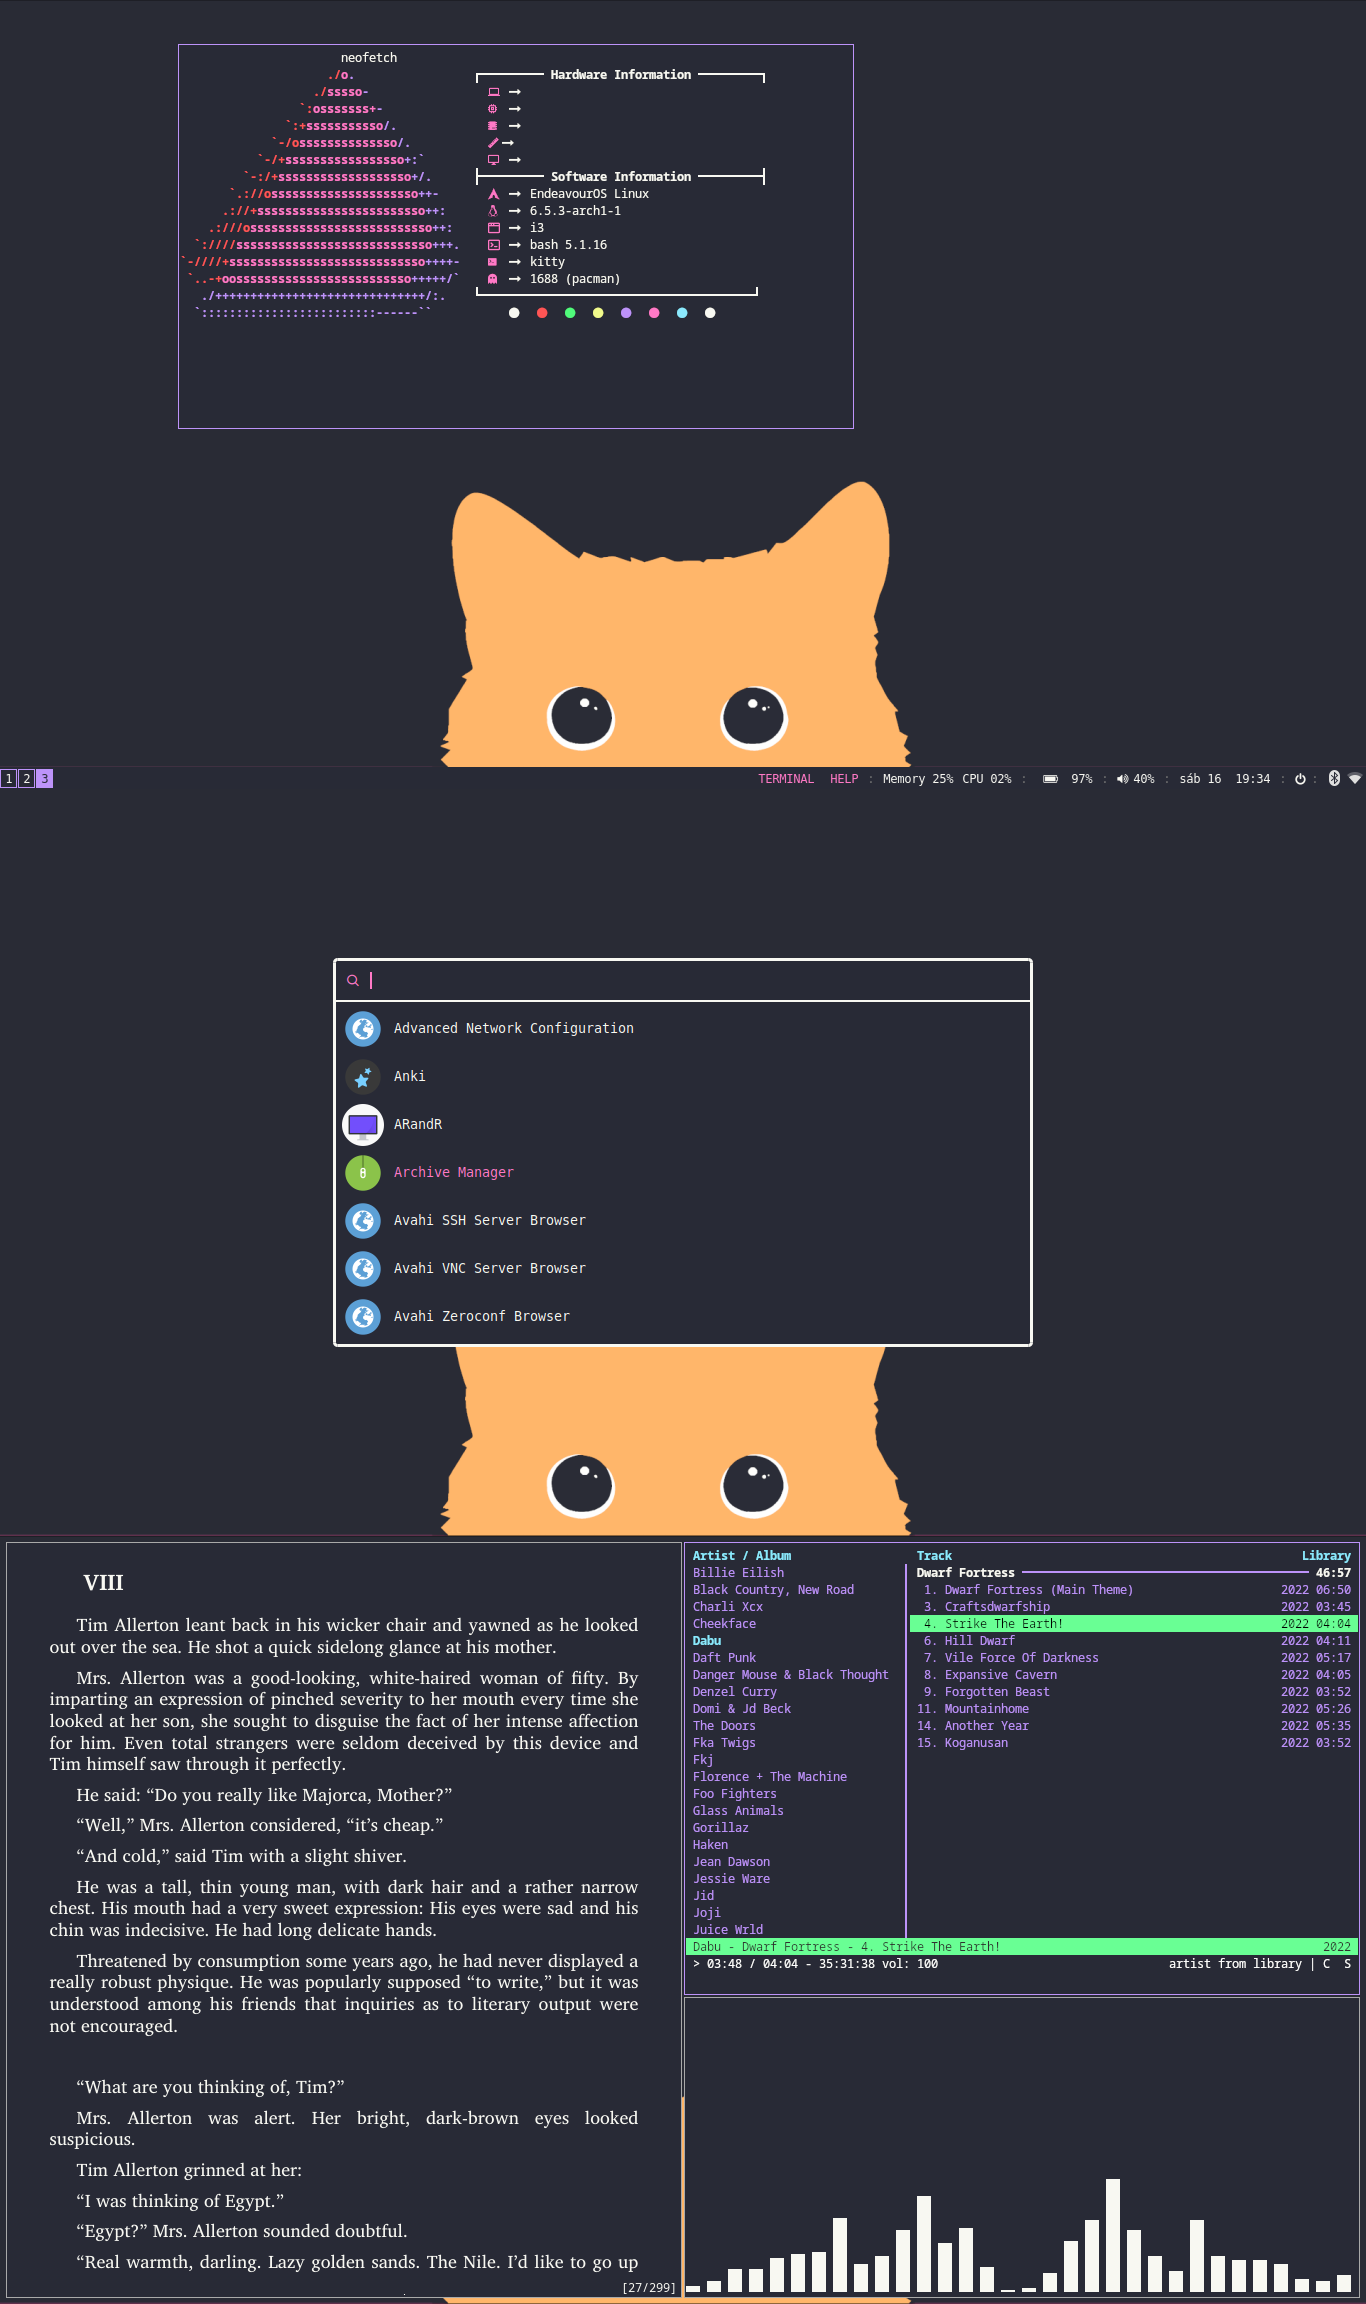 neofetch
Hardware Information
Software Information
EndeavourOS Linux
6.5.3-arch1-1
i3
bash 5.1.16
kitty
1688 (pacman)
1 2 3
TERMINAL HELP : Memory 25% CPU 02% : 97% : 40% : sáb 16 19:34 : :
Advanced Network Configuration
Anki
ARandR
Archive Manager
Avahi SSH Server Browser
Avahi VNC Server Browser
Avahi Zeroconf Browser
VIII
Tim Allerton leant back in his wicker chair and yawned as he looked
out over the sea. He shot a quick sidelong glance at his mother.
Mrs. Allerton was a good-looking, white-haired woman of fifty. By
imparting an expression of pinched severity to her mouth every time she
looked at her son, she sought to disguise the fact of her intense affection
for him. Even total strangers were seldom deceived by this device and
Tim himself saw through it perfectly.
He said: “Do you really like Majorca, Mother?”
“Well,” Mrs. Allerton considered, “it’s cheap.”
“And cold,” said Tim with a slight shiver.
He was a tall, thin young man, with dark hair and a rather narrow
chest. His mouth had a very sweet expression: His eyes were sad and his
chin was indecisive. He had long delicate hands.
Threatened by consumption some years ago, he had never displayed a
really robust physique. He was popularly supposed “to write,” but it was
understood among his friends that inquiries as to literary output were
not encouraged.
“What are you thinking of, Tim?”
Mrs. Allerton was alert. Her bright, dark-brown eyes looked
suspicious.
Tim Allerton grinned at her:
“I was thinking of Egypt.”
“Egypt?” Mrs. Allerton sounded doubtful.
“Real warmth, darling. Lazy golden sands. The Nile. I’d like to go up
[27/299]
Artist / Album
Billie Eilish
Black Country, New Road
Charli Xcx
Cheekface
Dabu
Daft Punk
Danger Mouse & Black Thought
Denzel Curry
Domi & Jd Beck
The Doors
Fka Twigs
Fkj
Florence + The Machine
Foo Fighters
Glass Animals
Gorillaz
Haken
Jean Dawson
Jessie Ware
Jid
Joji
Juice Wrld
Track Library
Dwarf Fortress 46:57
1. Dwarf Fortress (Main Theme) 2022 06:50
3. Craftsdwarfship 2022 03:45
4. Strike The Earth! 2022 04:04
6. Hill Dwarf 2022 04:11
7. Vile Force Of Darkness 2022 05:17
8. Expansive Cavern 2022 04:05
9. Forgotten Beast 2022 03:52
11. Mountainhome 2022 05:26
14. Another Year 2022 05:35
15. Koganusan 2022 03:52
Dabu - Dwarf Fortress - 4. Strike The Earth! 2022
> 03:48 / 04:04 - 35:31:38 vol: 100 artist from library | C S